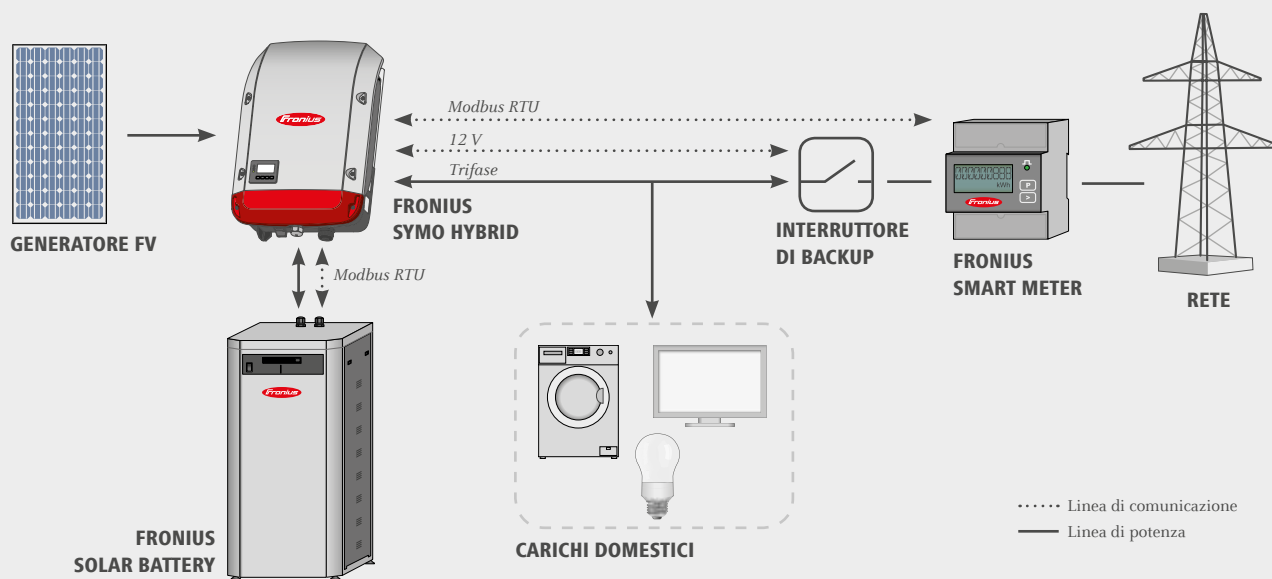 Fronius
GENERATORE FV
FRONIUS
SYMO HYBRID
Modbus RTU
12 V
Trifase
INTERRUTTORE
DI BACKUP
kWh
P
>
Fronius
FRONIUS
SMART METER
RETE
Modbus RTU
Fronius
FRONIUS
SOLAR BATTERY
CARICHI DOMESTICI
Linea di comunicazione
Linea di potenza